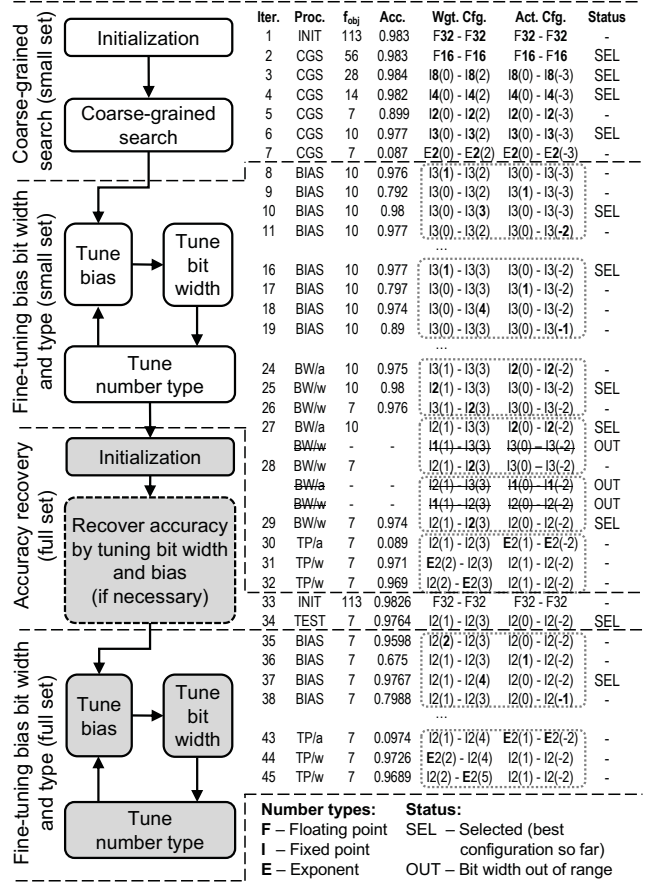 Coarse-grained
search (small set)
Initialization
Coarse-grained
search
Fine-tuning bias bit width
and type (small set)
Tune
bias
Tune
bit
width
Tune
number type
Accuracy recovery
(full set)
Initialization
Recover accuracy
by tuning bit width
and bias
(if necessary)
Fine-tuning bias bit width
and type (full set)
Tune
bias
Tune
bit
width
Tune
number type
Iter. Proc. fobj Acc. Wgt. Cfg. Act. Cfg. Status
1 INIT 113 0.983 F32 - F32 F32 - F32 -
2 CGS 56 0.983 F16 - F16 F16 - F16 SEL
3 CGS 28 0.984 I8(0) - I8(2) I8(0) - I8(-3) SEL
4 CGS 14 0.982 I4(0) - I4(2) I4(0) - I4(-3) SEL
5 CGS 7 0.899 I2(0) - I2(2) I2(0) - I2(-3) -
6 CGS 10 0.977 I3(0) - I3(2) I3(0) - I3(-3) SEL
7 CGS 7 0.087 E2(0) - E2(2) E2(0) - E2(-3) -
8 BIAS 10 0.976 I3(1) - I3(2) I3(0) - I3(-3) -
9 BIAS 10 0.792 I3(0) - I3(2) I3(1) - I3(-3) -
10 BIAS 10 0.98 I3(0) - I3(3) I3(0) - I3(-3) SEL
11 BIAS 10 0.977 I3(0) - I3(2) I3(0) - I3(-2) -
...
16 BIAS 10 0.977 I3(1) - I3(3) I3(0) - I3(-2) SEL
17 BIAS 10 0.797 I3(0) - I3(3) I3(1) - I3(-2) -
18 BIAS 10 0.974 I3(0) - I3(4) I3(0) - I3(-2) -
19 BIAS 10 0.89 I3(0) - I3(3) I3(0) - I3(-1) -
...
24 BW/a 10 0.975 I3(1) - I3(3) I2(0) - I2(-2) -
25 BW/w 10 0.98 I2(1) - I3(3) I3(0) - I3(-2) SEL
26 BW/w 7 0.976 I3(1) - I2(3) I3(0) - I3(-2) -
27 BW/a 10 I2(1) - I3(3) I2(0) - I2(-2) SEL
BW/w - - I1(1) - I3(3) I3(0) – I3(-2) OUT
28 BW/w 7 I2(1) - I2(3) I3(0) – I3(-2) -
BW/a - - I2(1) - I3(3) I1(0) - I1(-2) OUT
BW/w - - I1(1) - I3(3) I2(0) - I2(-2) OUT
29 BW/w 7 0.974 I2(1) - I2(3) I2(0) - I2(-2) SEL
30 TP/a 7 0.089 I2(1) - I2(3) E2(1) - E2(-2) -
31 TP/w 7 0.971 E2(2) - I2(3) I2(1) - I2(-2) -
32 TP/w 7 0.969 I2(2) - E2(3) I2(1) - I2(-2) -
33 INIT 113 0.9826 F32 - F32 F32 - F32 -
34 TEST 7 0.9764 I2(1) - I2(3) I2(0) - I2(-2) SEL
35 BIAS 7 0.9598 I2(2) - I2(3) I2(0) - I2(-2) -
36 BIAS 7 0.675 I2(1) - I2(3) I2(1) - I2(-2) -
37 BIAS 7 0.9767 I2(1) - I2(4) I2(0) - I2(-2) SEL
38 BIAS 7 0.7988 I2(1) - I2(3) I2(0) - I2(-1) -
...
43 TP/a 7 0.0974 I2(1) - I2(4) E2(1) - E2(-2) -
44 TP/w 7 0.9726 E2(2) - I2(4) I2(1) - I2(-2) -
45 TP/w 7 0.9689 I2(2) - E2(5) I2(1) - I2(-2) -
Number types:
F – Floating point
I – Fixed point
E – Exponent
Status:
SEL – Selected (best
configuration so far)
OUT – Bit width out of range